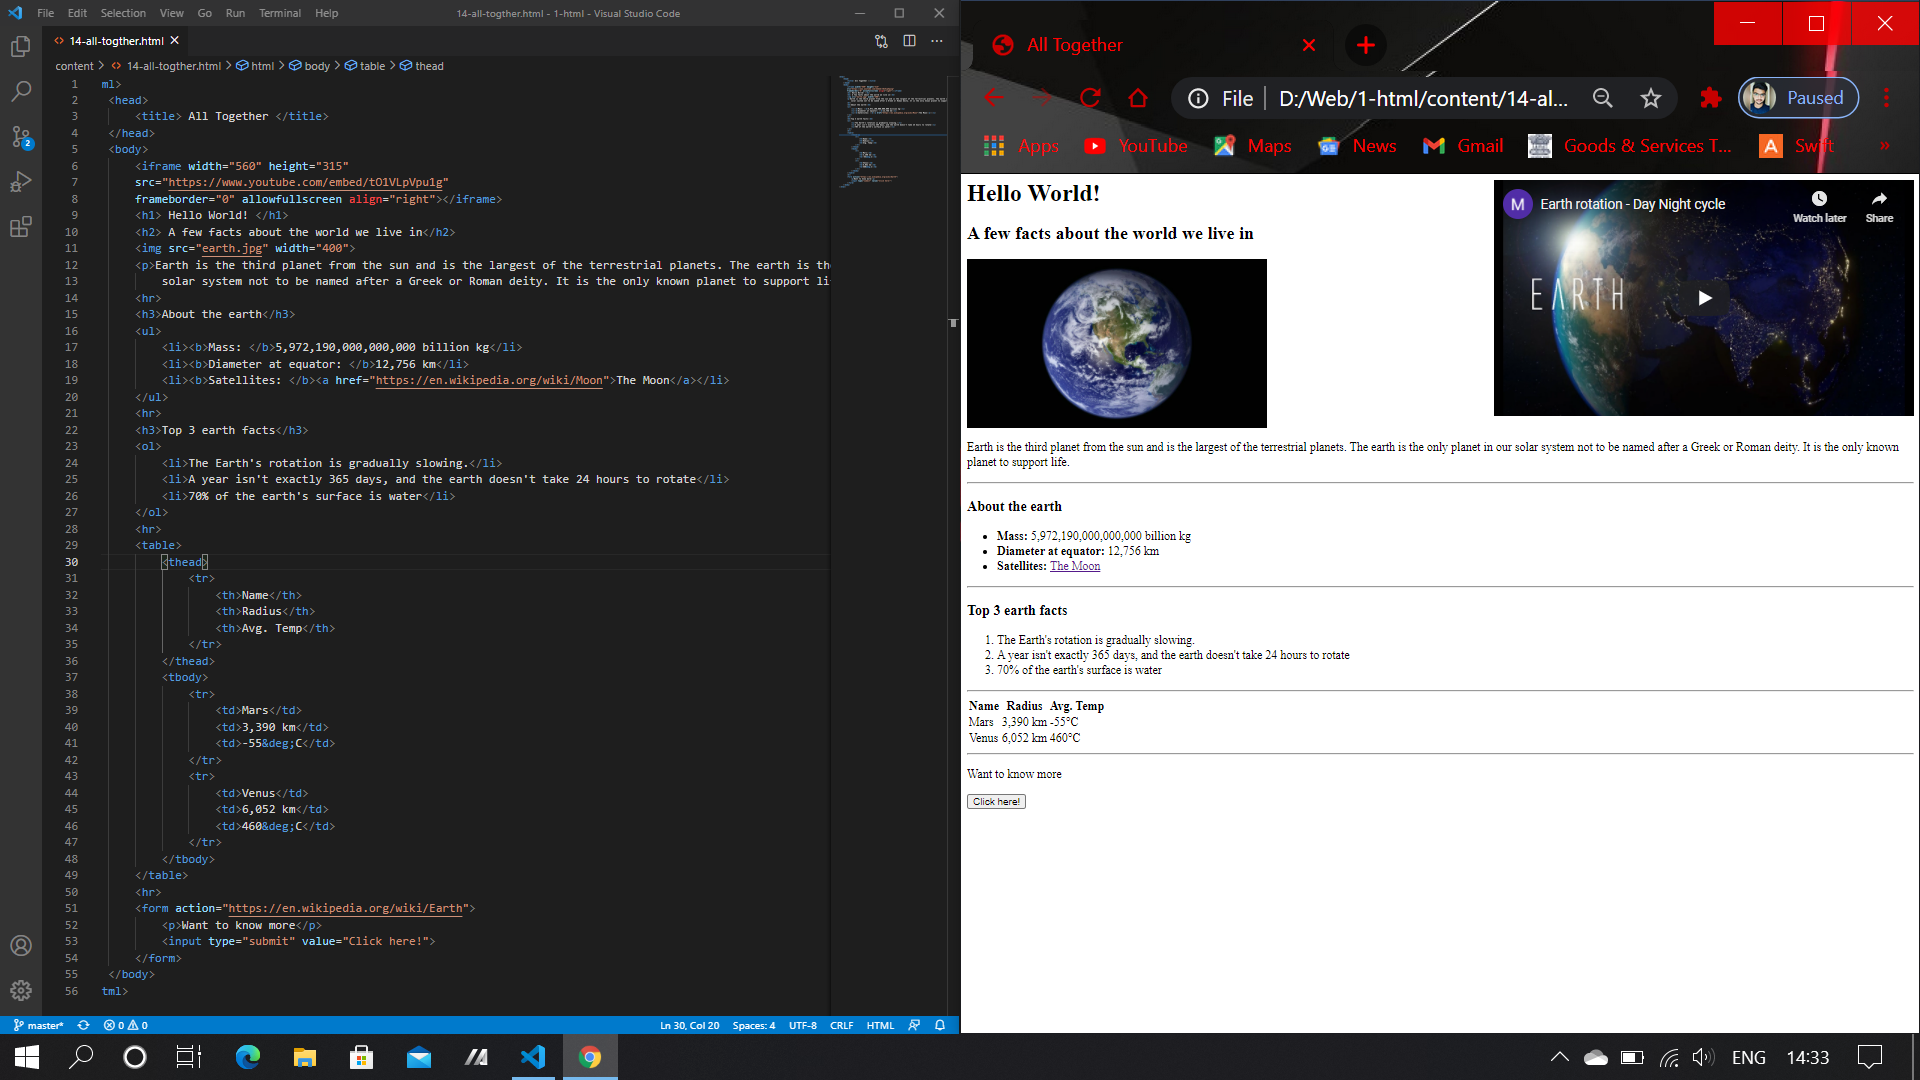 File Edit Selection View Go Run Terminal Help 14-all-togther.html - 1-html - Visual Studio Code
14-all-togther.html
content > 14-all-togther.html > html > body > table > thead
1 ml>
2 <head>
3 <title> All Together </title>
4 </head>
5 <body>
6 <iframe width="560" height="315"
7 src="https://www.youtube.com/embed/tO1VLpVpu1g"
8 frameborder="0" allowfullscreen align="right"></iframe>
9 <h1> Hello World! </h1>
10 <h2> A few facts about the world we live in</h2>
11 <img src="earth.jpg" width="400">
12 <p>Earth is the third planet from the sun and is the largest of the terrestrial planets. The earth is the
13 solar system not to be named after a Greek or Roman deity. It is the only known planet to support li
14 <hr>
15 <h3>About the earth</h3>
16 <ul>
17 <li><b>Mass: </b>5,972,190,000,000,000 billion kg</li>
18 <li><b>Diameter at equator: </b>12,756 km</li>
19 <li><b>Satellites: </b><a href="https://en.wikipedia.org/wiki/Moon">The Moon</a></li>
20 </ul>
21 <hr>
22 <h3>Top 3 earth facts</h3>
23 <ol>
24 <li>The Earth's rotation is gradually slowing.</li>
25 <li>A year isn't exactly 365 days, and the earth doesn't take 24 hours to rotate</li>
26 <li>70% of the earth's surface is water</li>
27 </ol>
28 <hr>
29 <table>
30 <thead>
31 <tr>
32 <th>Name</th>
33 <th>Radius</th>
34 <th>Avg. Temp</th>
35 </tr>
36 </thead>
37 <tbody>
38 <tr>
39 <td>Mars</td>
40 <td>3,390 km</td>
41 <td>-55&deg;C</td>
42 </tr>
43 <tr>
44 <td>Venus</td>
45 <td>6,052 km</td>
46 <td>460&deg;C</td>
47 </tr>
48 </tbody>
49 </table>
50 <hr>
51 <form action="https://en.wikipedia.org/wiki/Earth">
52 <p>Want to know more</p>
53 <input type="submit" value="Click here!">
54 </form>
55 </body>
56 tml>
2
master* 0 0 Ln 30, Col 20 Spaces: 4 UTF-8 CRLF HTML
All Together
File D:/Web/1-html/content/14-al... Paused
Apps YouTube Maps News Gmail Goods & Services T... A Swift »
Hello World!
A few facts about the world we live in
M Earth rotation - Day Night cycle
Watch later Share
EARTH
Earth is the third planet from the sun and is the largest of the terrestrial planets. The earth is the only planet in our solar system not to be named after a Greek or Roman deity. It is the only known
planet to support life.
About the earth
• Mass: 5,972,190,000,000,000 billion kg
• Diameter at equator: 12,756 km
• Satellites: The Moon
Top 3 earth facts
1. The Earth's rotation is gradually slowing.
2. A year isn't exactly 365 days, and the earth doesn't take 24 hours to rotate
3. 70% of the earth's surface is water
Name Radius Avg. Temp
Mars 3,390 km -55°C
Venus 6,052 km 460°C
Want to know more
Click here!
ENG 14:33